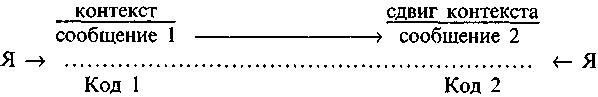 контекст сдвиг контекста
сообщение 1 сообщение 2
Я Я
Код 1 Код 2